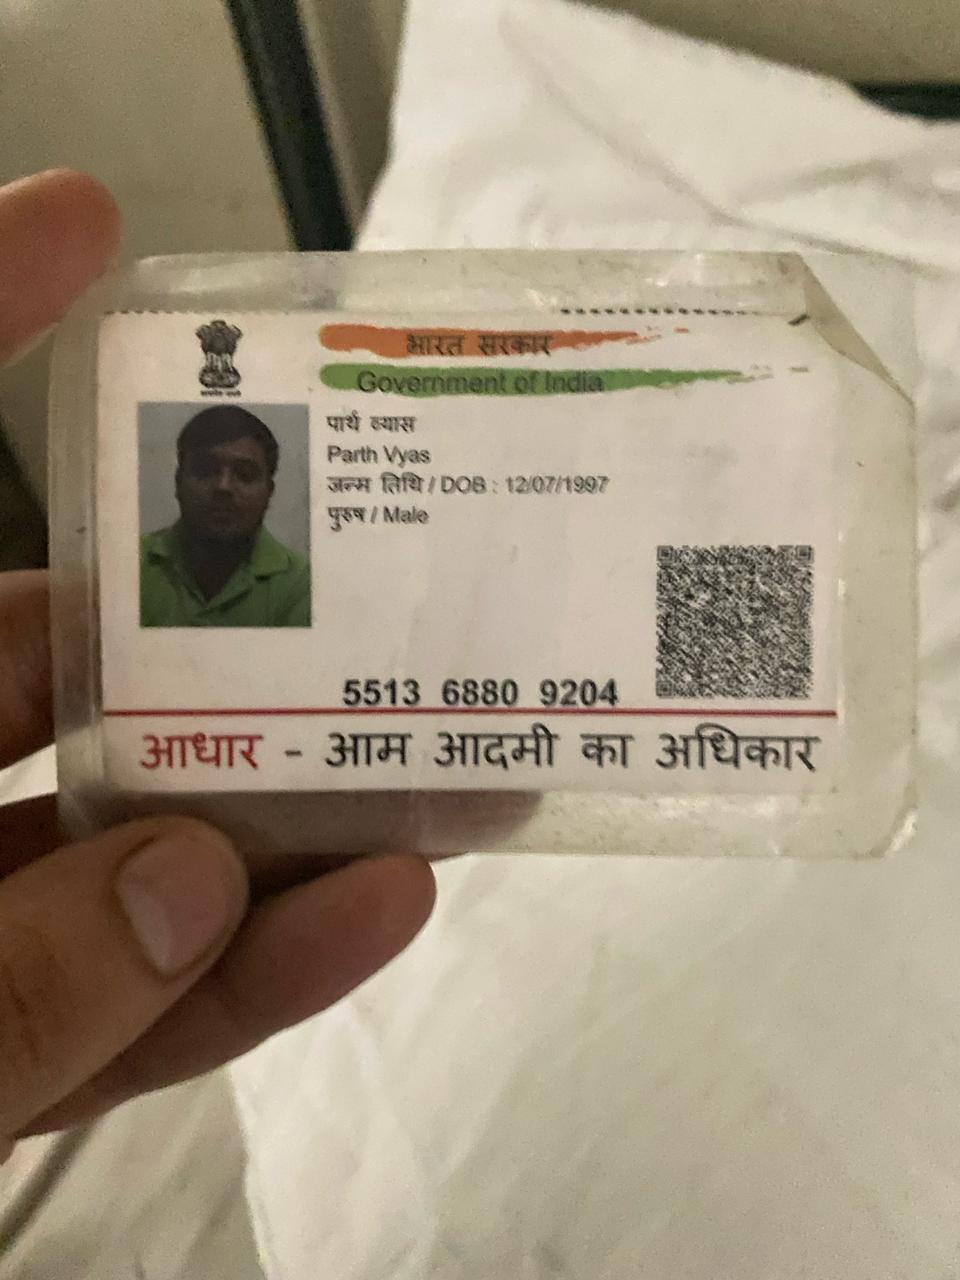 भारत सरकार
Government of India
पार्थ व्यास
Parth Vyas
जन्म तिथि / DOB : 12/07/1997
पुरुष / Male
5513 6880 9204
आधार - आम आदमी का अधिकार